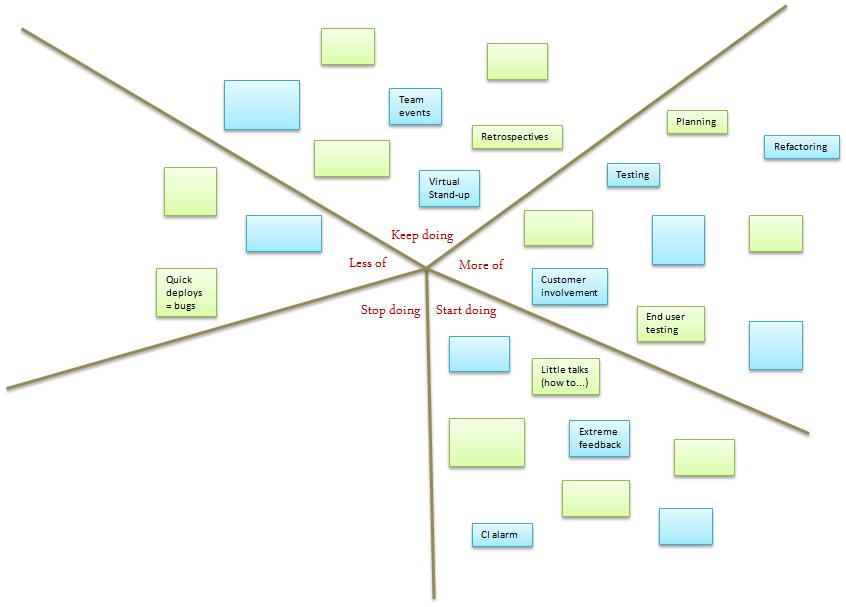 Team
events
Planning
Retrospectives
Refactoring
Testing
Virtual
Stand-up
Keep doing
Less of
More of
Quick
deploys
= bugs
Customer
involvement
Stop doing
Start doing
End user
testing
Little talks
(how to...)
Extreme
feedback
CI alarm